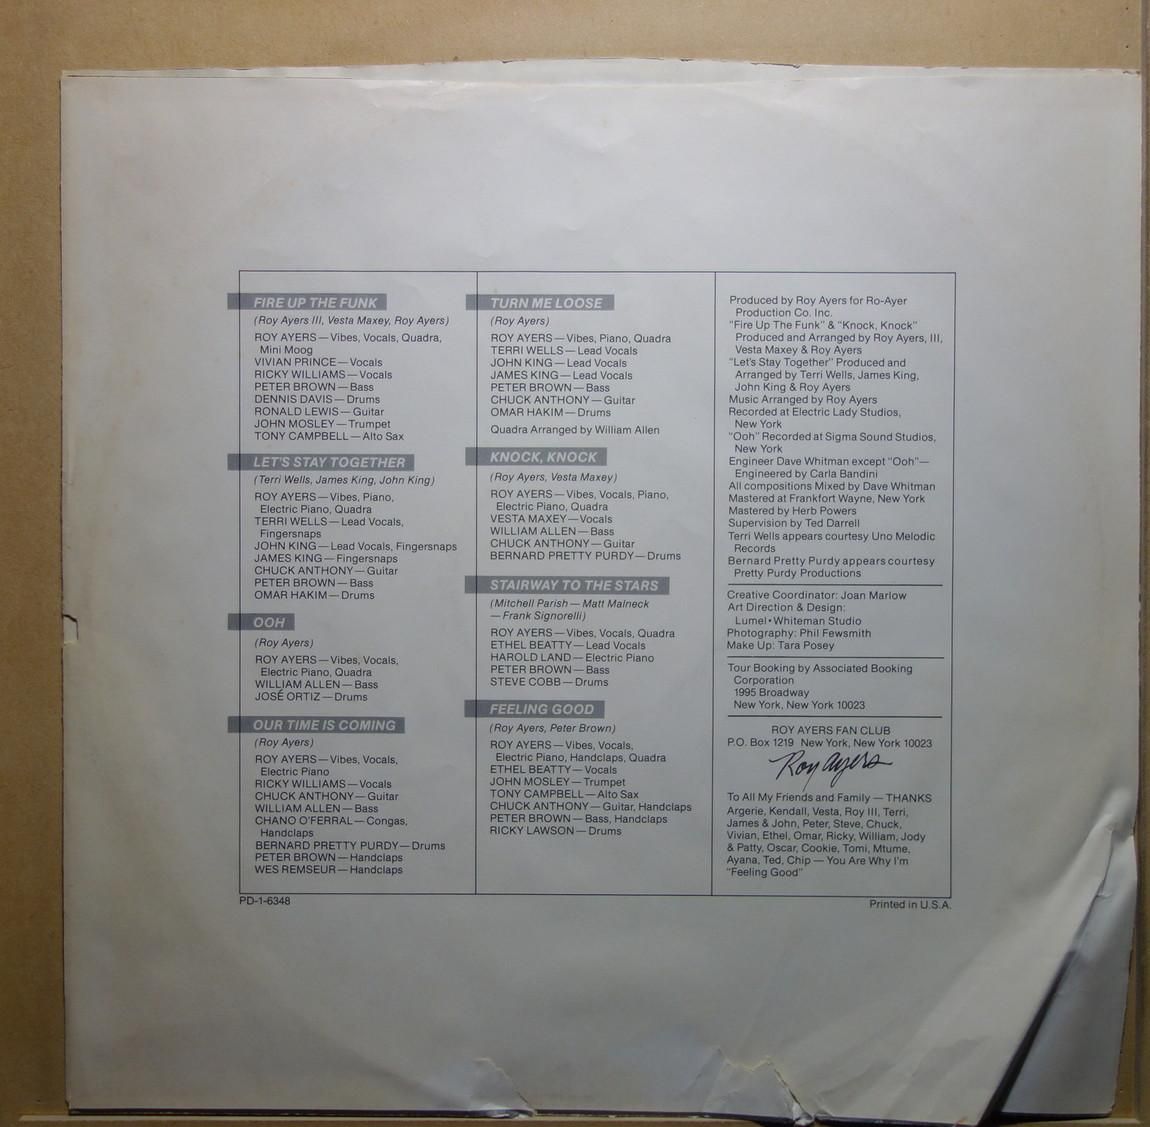 FIRE UP THE FUNK
(Roy Ayers III, Vesta Maxey, Roy Ayers)
ROY AYERS — Vibes, Vocals, Quadra,
Mini Moog
VIVIAN PRINCE — Vocals
RICKY WILLIAMS — Vocals
PETER BROWN — Bass
DENNIS DAVIS — Drums
RONALD LEWIS — Guitar
JOHN MOSLEY — Trumpet
TONY CAMPBELL — Alto Sax
LET'S STAY TOGETHER
(Terri Wells, James King, John King)
ROY AYERS — Vibes, Piano,
Electric Piano, Quadra
TERRI WELLS — Lead Vocals,
Fingersnaps
JOHN KING — Lead Vocals, Fingersnaps
JAMES KING — Fingersnaps
CHUCK ANTHONY — Guitar
PETER BROWN — Bass
OMAR HAKIM — Drums
OOH
(Roy Ayers)
ROY AYERS — Vibes, Vocals,
Electric Piano, Quadra
WILLIAM ALLEN — Bass
JOSÉ ORTIZ — Drums
OUR TIME IS COMING
(Roy Ayers)
ROY AYERS — Vibes, Vocals,
Electric Piano
RICKY WILLIAMS — Vocals
CHUCK ANTHONY — Guitar
WILLIAM ALLEN — Bass
CHANO O'FERRAL — Congas,
Handclaps
BERNARD PRETTY PURDY — Drums
PETER BROWN — Handclaps
WES REMSEUR — Handclaps
TURN ME LOOSE
(Roy Ayers)
ROY AYERS — Vibes, Piano, Quadra
TERRI WELLS — Lead Vocals
JOHN KING — Lead Vocals
JAMES KING — Lead Vocals
PETER BROWN — Bass
CHUCK ANTHONY — Guitar
OMAR HAKIM — Drums
Quadra Arranged by William Allen
KNOCK, KNOCK
(Roy Ayers, Vesta Maxey)
ROY AYERS — Vibes, Vocals, Piano,
Electric Piano, Quadra
VESTA MAXEY — Vocals
WILLIAM ALLEN — Bass
CHUCK ANTHONY — Guitar
BERNARD PRETTY PURDY — Drums
STAIRWAY TO THE STARS
(Mitchell Parish — Matt Malneck
— Frank Signorelli)
ROY AYERS — Vibes, Vocals, Quadra
ETHEL BEATTY — Lead Vocals
HAROLD LAND — Electric Piano
PETER BROWN — Bass
STEVE COBB — Drums
FEELING GOOD
(Roy Ayers, Peter Brown)
ROY AYERS — Vibes, Vocals,
Electric Piano, Handclaps, Quadra
ETHEL BEATTY — Vocals
JOHN MOSLEY — Trumpet
TONY CAMPBELL — Alto Sax
CHUCK ANTHONY — Guitar, Handclaps
PETER BROWN — Bass, Handclaps
RICKY LAWSON — Drums
Produced by Roy Ayers for Ro-Ayer
Production Co. Inc.
"Fire Up The Funk" & "Knock, Knock"
Produced and Arranged by Roy Ayers, III,
Vesta Maxey & Roy Ayers
"Let's Stay Together" Produced and
Arranged by Terri Wells, James King,
John King & Roy Ayers
Music Arranged by Roy Ayers
Recorded at Electric Lady Studios,
New York
"Ooh" Recorded at Sigma Sound Studios,
New York
Engineer Dave Whitman except "Ooh" —
Engineered by Carla Bandini
All compositions Mixed by Dave Whitman
Mastered at Frankfort Wayne, New York
Mastered by Herb Powers
Supervision by Ted Darrell
Terri Wells appears courtesy Uno Melodic
Records
Bernard Pretty Purdy appears courtesy
Pretty Purdy Productions
Creative Coordinator: Joan Marlow
Art Direction & Design:
Lumel • Whiteman Studio
Photography: Phil Fewsmith
Make Up: Tara Posey
Tour Booking by Associated Booking
Corporation
1995 Broadway
New York, New York 10023
ROY AYERS FAN CLUB
P.O. Box 1219 New York, New York 10023
Roy Ayers
To All My Friends and Family — THANKS
Argerie, Kendall, Vesta, Roy III, Terri,
James & John, Peter, Steve, Chuck,
Vivian, Ethel, Omar, Ricky, William, Jody
& Patty, Oscar, Cookie, Tomi, Mtume,
Ayana, Ted, Chip — You Are Why I'm
"Feeling Good"
PD-1-6348
Printed in U.S.A.